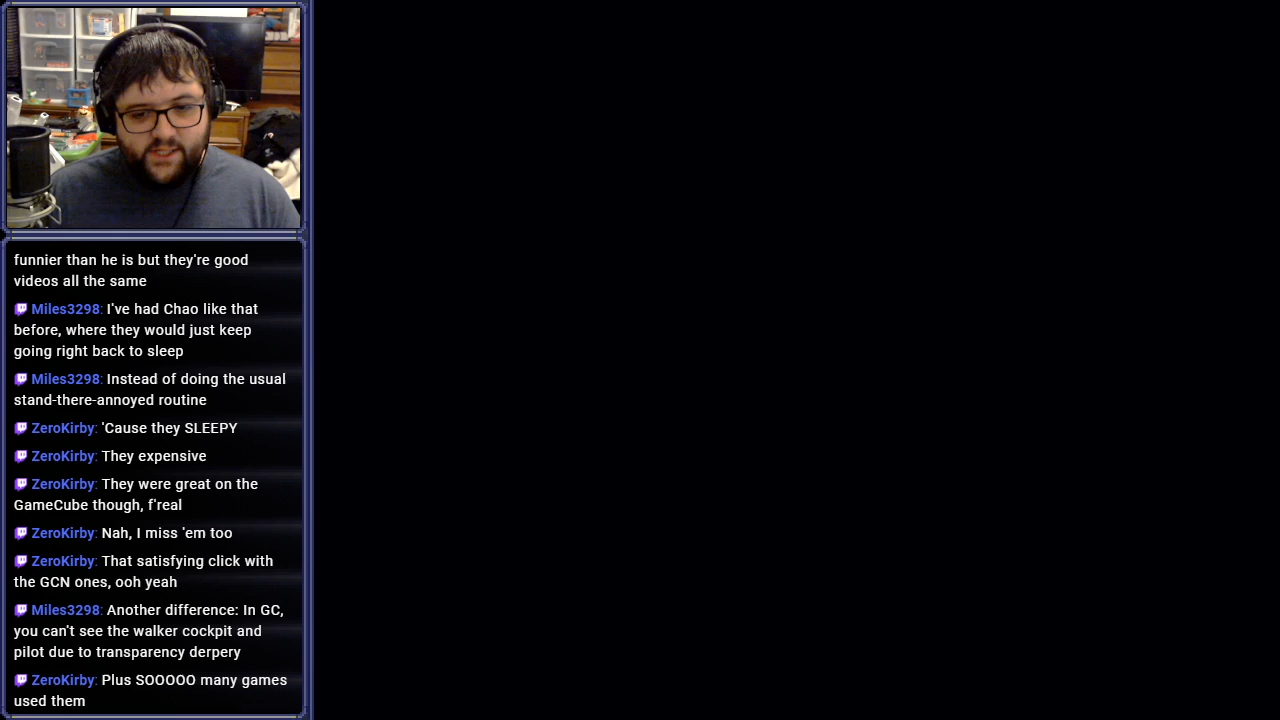 funnier than he is but they're good
videos all the same
Miles3298: I've had Chao like that
before, where they would just keep
going right back to sleep
Miles3298: Instead of doing the usual
stand-there-annoyed routine
ZeroKirby: 'Cause they SLEEPY
ZeroKirby: They expensive
ZeroKirby: They were great on the
GameCube though, f'real
ZeroKirby: Nah, I miss 'em too
ZeroKirby: That satisfying click with
the GCN ones, ooh yeah
Miles3298: Another difference: In GC,
you can't see the walker cockpit and
pilot due to transparency derpery
ZeroKirby: Plus SOOOOO many games
used them